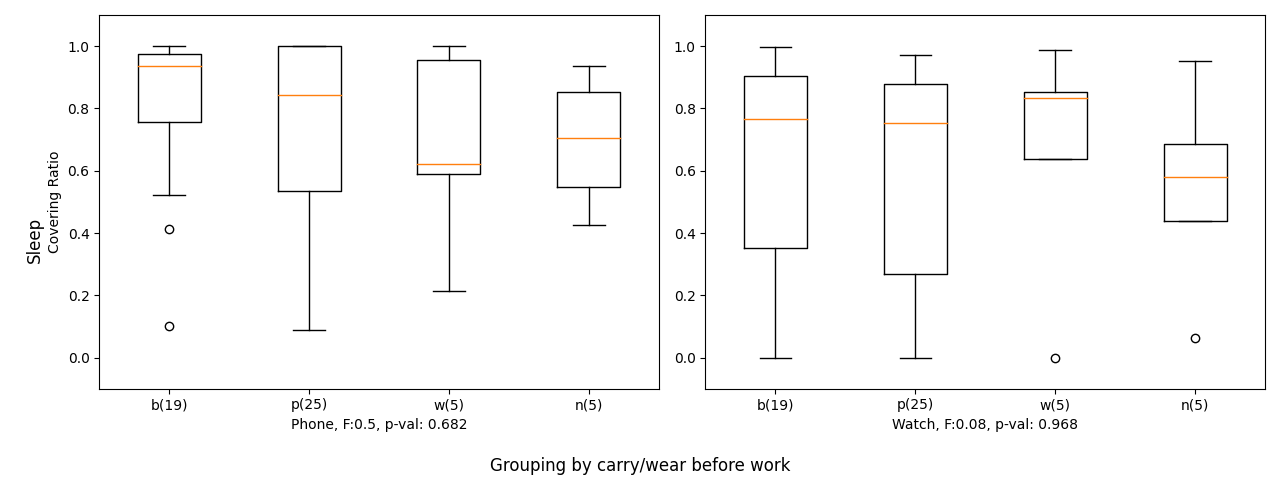 Sleep
Covering Ratio
1.0
0.8
0.6
0.4
0.2
0.0
b(19) p(25) w(5) n(5)
Phone, F:0.5, p-val: 0.682
1.0
0.8
0.6
0.4
0.2
0.0
b(19) p(25) w(5) n(5)
Watch, F:0.08, p-val: 0.968
Grouping by carry/wear before work